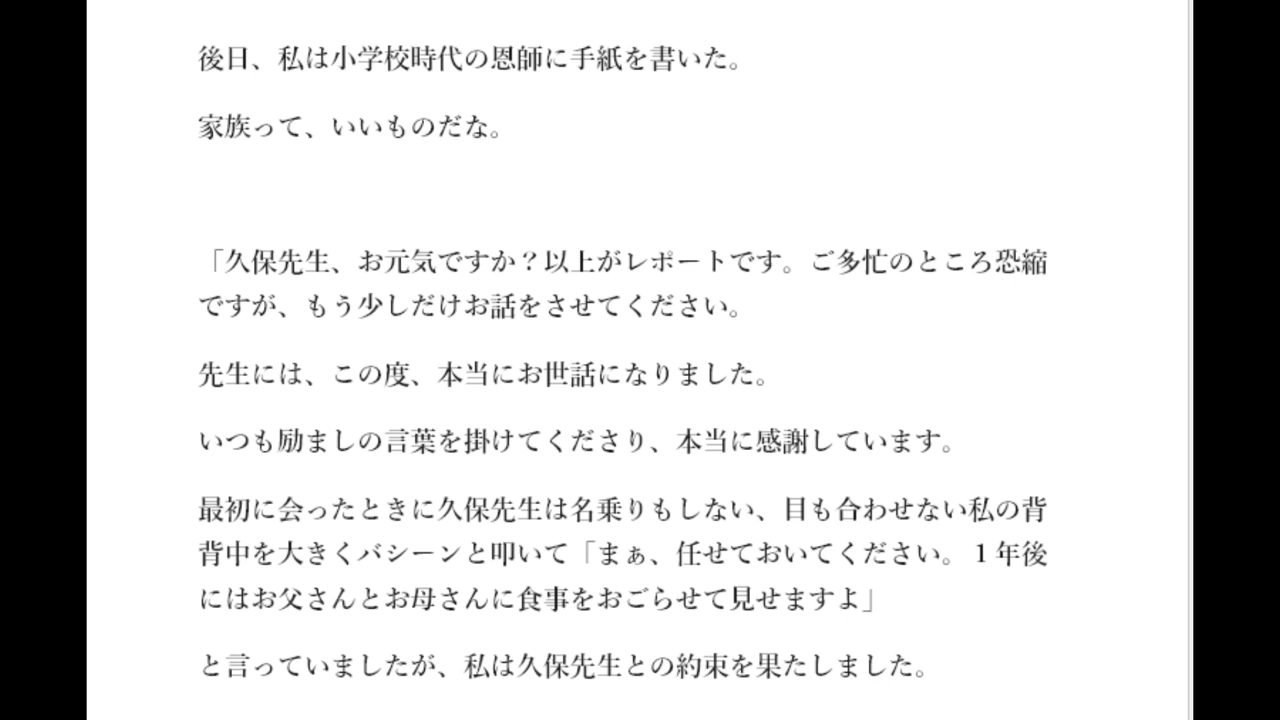 後日、私は小学校時代の恩師に手紙を書いた。
家族って、いいものだな。
「久保先生、お元気ですか？以上がレポートです。ご多忙のところ恐縮
ですが、もう少しだけお話をさせてください。
先生には、この度、本当にお世話になりました。
いつも励ましの言葉を掛けてくださり、本当に感謝しています。
最初に会ったときに久保先生は名乗りもしない、目も合わせない私の背
背中を大きくバシーンと叩いて「まぁ、任せておいてください。１年後
にはお父さんとお母さんに食事をおごらせて見せますよ」
と言っていましたが、私は久保先生との約束を果たしました。